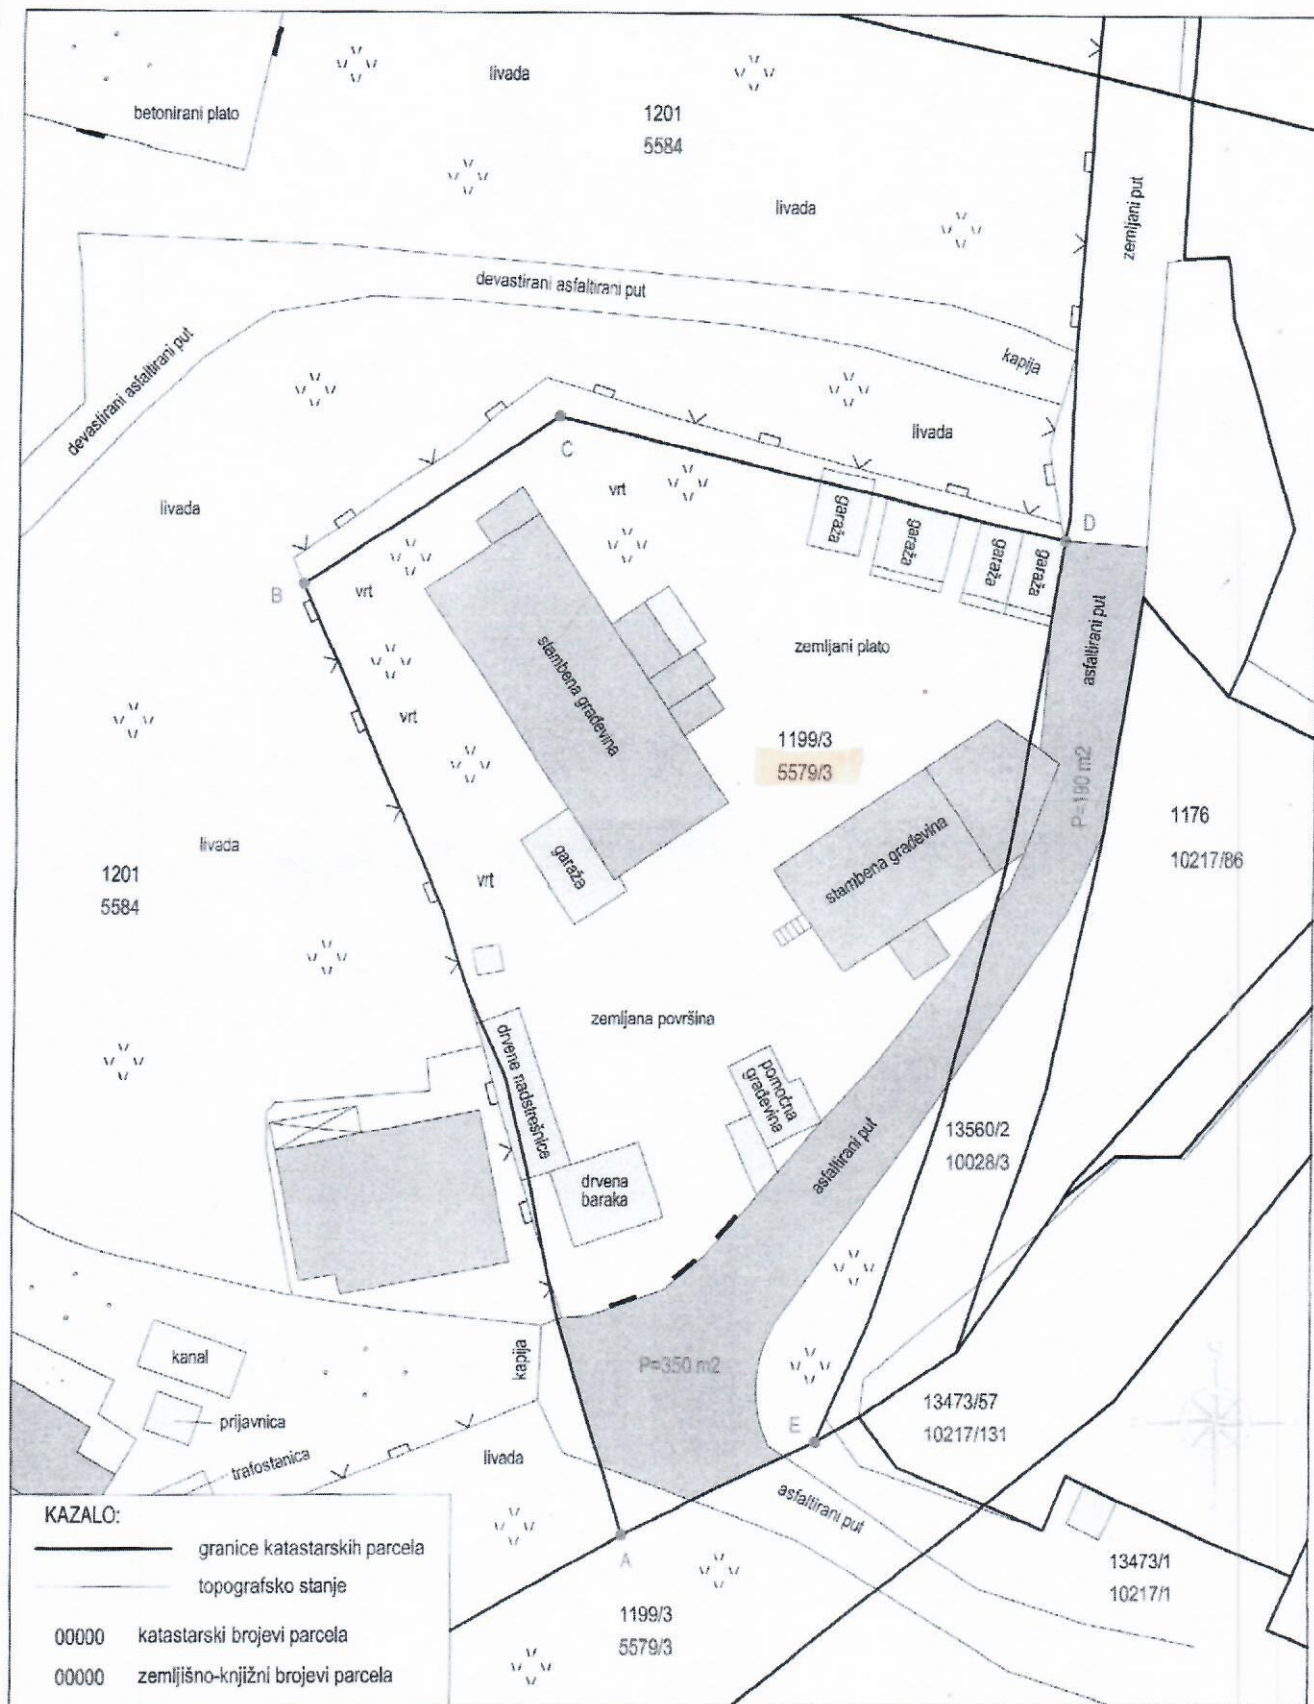 livada
1201
5584
betonirani plato
livada
zemljani put
devastirani asfaltirani put
kapija
devastirani asfaltirani put
livada
C
vrt
livada
D
garaža
garaža
garaža
garaža
B
vrt
asfaltirani put
stambena građevina
zemljani plato
vrt
1199/3
5579/3
P=190 m2
1176
10217/86
livada
1201
5584
garaža
stambena građevina
vrt
zemljana površina
drvene nadstrešnice
pomoćna
građevina
13560/2
10028/3
asfaltirani put
drvena
baraka
kapija
P=350 m2
kanal
prijavnica
trafostanica
13473/57
10217/131
E
livada
asfaltirani put
A
13473/1
10217/1
1199/3
5579/3
KAZALO:
granice katastarskih parcela
topografsko stanje
00000 katastarski brojevi parcela
00000 zemljišno-knjižni brojevi parcela